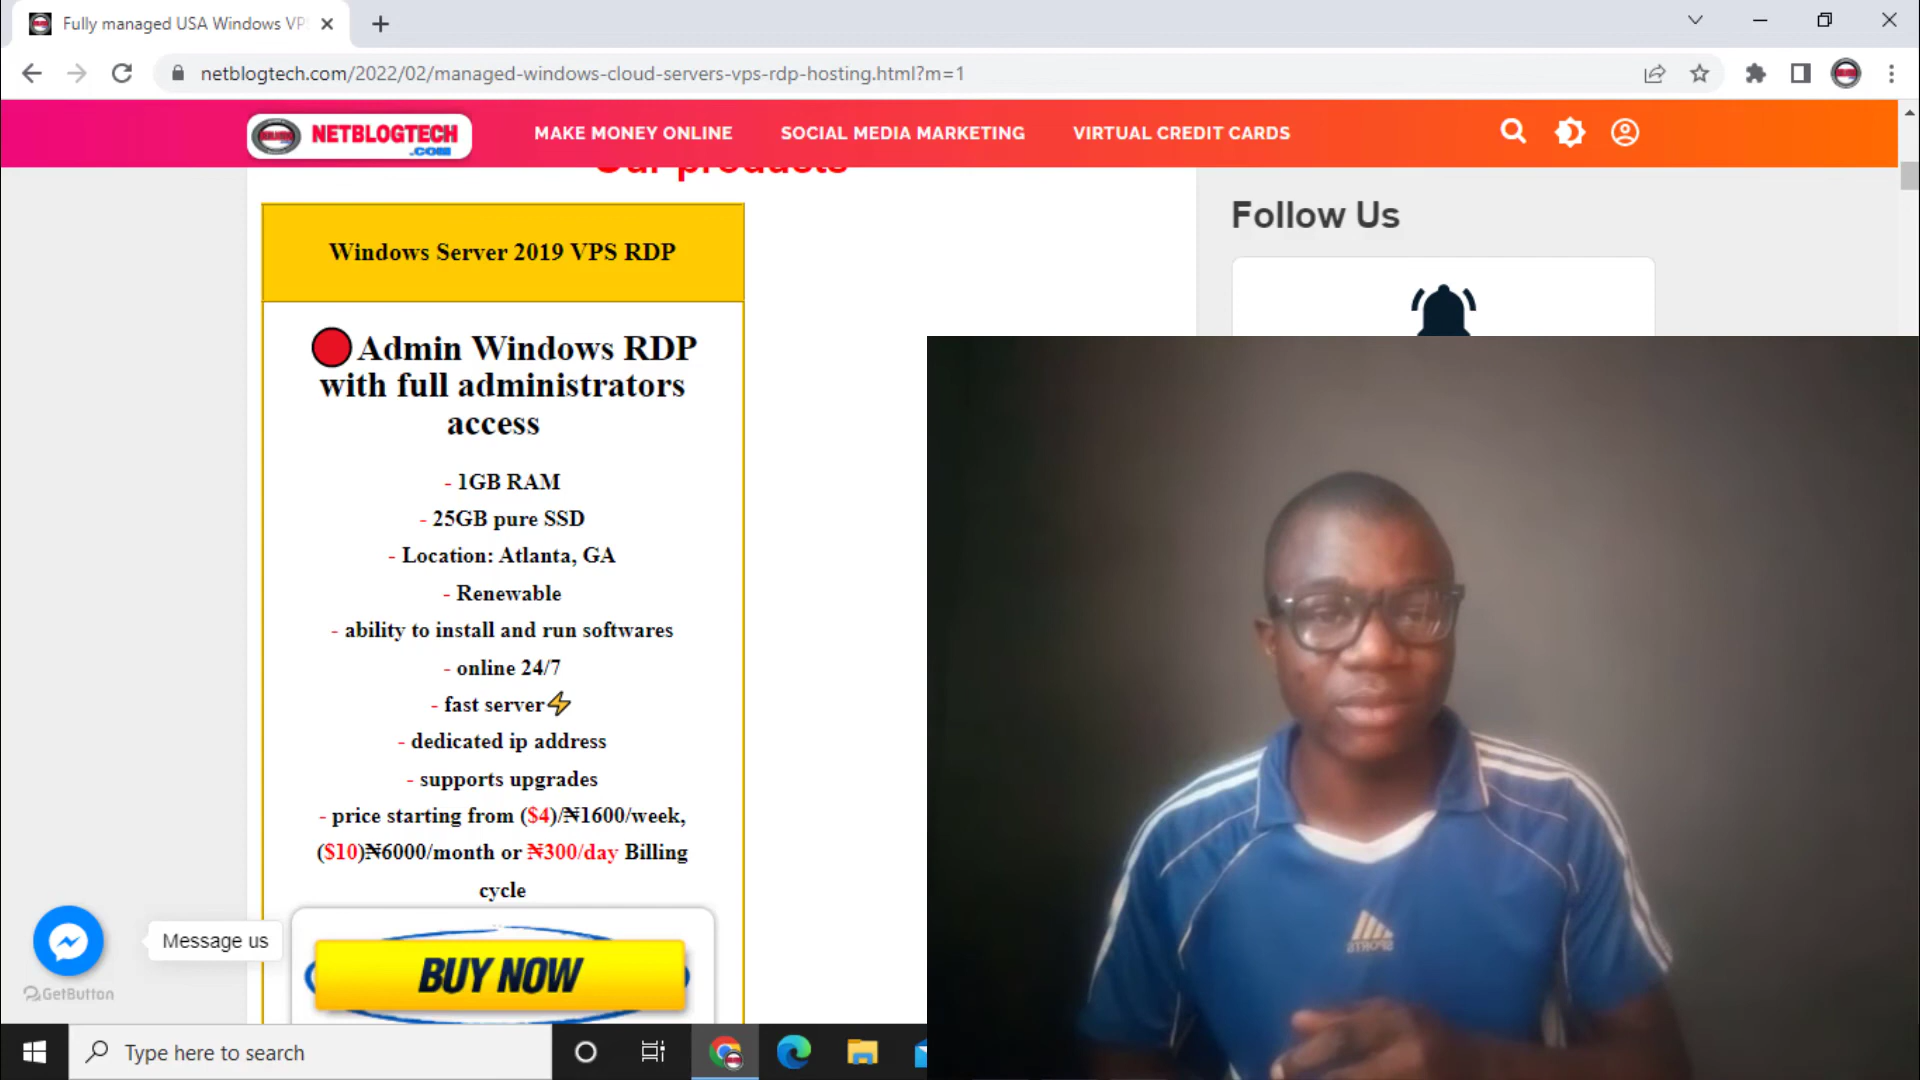 Fully managed USA Windows VP
netblogtech.com/2022/02/managed-windows-cloud-servers-vps-rdp-hosting.html?m=1
NETBLOGTECH
.COM
MAKE MONEY ONLINE
SOCIAL MEDIA MARKETING
VIRTUAL CREDIT CARDS
Our products
Windows Server 2019 VPS RDP
Admin Windows RDP
with full administrators
access
- 1GB RAM
- 25GB pure SSD
- Location: Atlanta, GA
- Renewable
- ability to install and run softwares
- online 24/7
- fast server⚡
- dedicated ip address
- supports upgrades
- price starting from ($4)/₦1600/week,
($10)₦6000/month or ₦300/day Billing
cycle
BUY NOW
Follow Us
Message us
GetButton
Type here to search
SPORTS